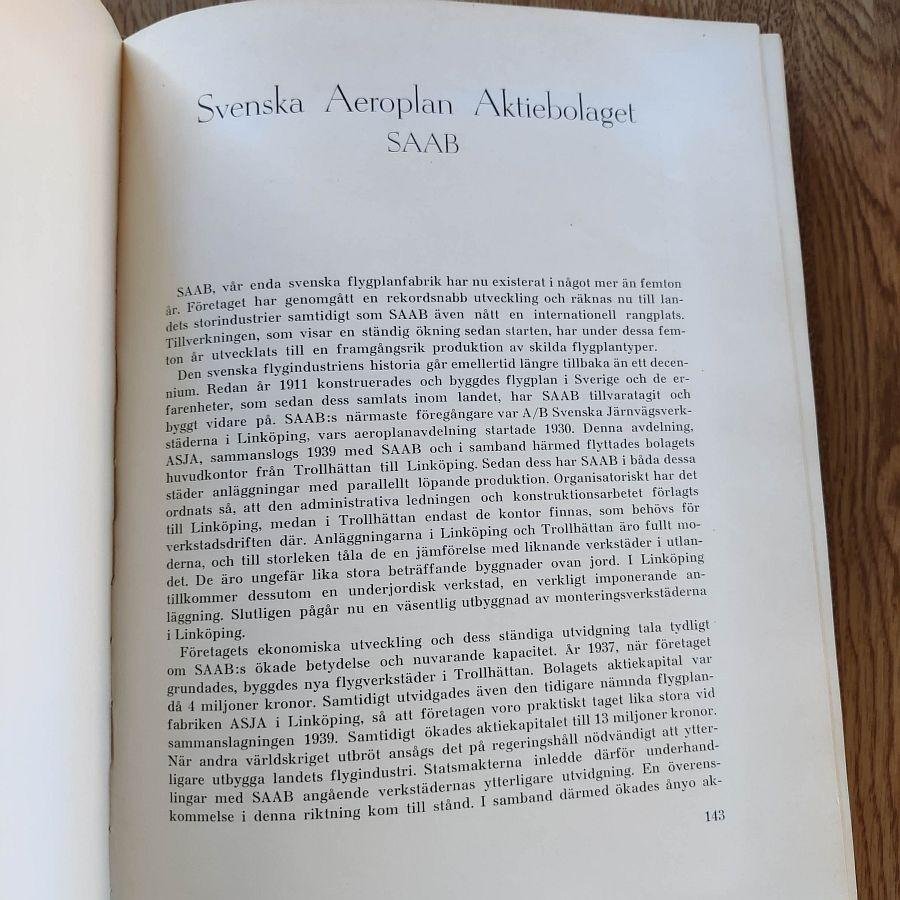 Svenska Aeroplan Aktiebolaget
SAAB
SAAB, vår enda svenska flygplanfabrik har nu existerat i något mer än femton
år. Företaget har genomgått en rekordsnabb utveckling och räknas nu till lan-
dets storindustrier samtidigt som SAAB även nått en internationell rangplats.
Tillverkningen, som visar en ständig ökning sedan starten, har under dessa fem-
ton år utvecklats till en framgångsrik produktion av skilda flygplantyper.
Den svenska flygindustriens historia går emellertid längre tillbaka än ett decen-
nium. Redan år 1911 konstruerades och byggdes flygplan i Sverige och de er-
farenheter, som sedan dess samlats inom landet, har SAAB tillvaratagit och
byggt vidare på. SAAB:s närmaste föregångare var A/B Svenska Järnvägsverk-
städerna i Linköping, vars aeroplanavdelning startade 1930. Denna avdelning,
ASJA, sammanslogs 1939 med SAAB och i samband härmed flyttades bolagets
huvudkontor från Trollhättan till Linköping. Sedan dess har SAAB i båda dessa
städer anläggningar med parallellt löpande produktion. Organisatoriskt har det
ordnats så, att den administrativa ledningen och konstruktionsarbetet förlagts
till Linköping, medan i Trollhättan endast de kontor finnas, som behövs för
verkstadsdriften där. Anläggningarna i Linköping och Trollhättan äro fullt mo-
derna, och till storleken tåla de en jämförelse med liknande verkstäder i utlan-
det. De äro ungefär lika stora beträffande byggnader ovan jord. I Linköping
tillkommer dessutom en underjordisk verkstad, en verkligt imponerande an-
läggning. Slutligen pågår nu en väsentlig utbyggnad av monteringsverkstäderna
i Linköping.
Företagets ekonomiska utveckling och dess ständiga utvidgning tala tydligt
om SAAB:s ökade betydelse och nuvarande kapacitet. År 1937, när företaget
grundades, byggdes nya flygverkstäder i Trollhättan. Bolagets aktiekapital var
då 4 miljoner kronor. Samtidigt utvidgades även den tidigare nämnda flygplan-
fabriken ASJA i Linköping, så att företagen voro praktiskt taget lika stora vid
sammanslagningen 1939. Samtidigt ökades aktiekapitalet till 13 miljoner kronor.
När andra världskriget utbröt ansågs det på regeringshåll nödvändigt att ytter-
ligare utbygga landets flygindustri. Statsmakterna inledde därför underhand-
lingar med SAAB angående verkstädernas ytterligare utvidgning. En överens-
kommelse i denna riktning kom till stånd. I samband därmed ökades ånyo ak-
143